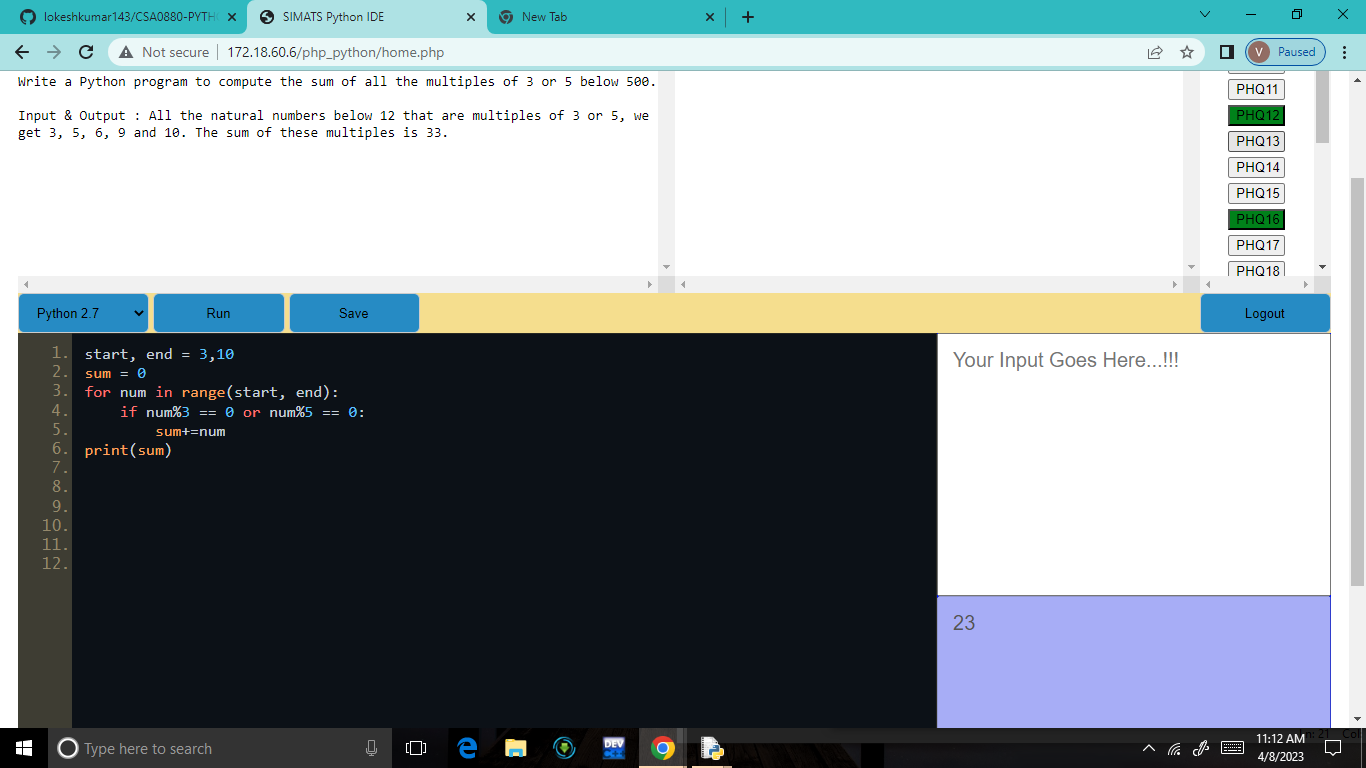 lokeshkumar143/CSA0880-PYTH
SIMATS Python IDE
New Tab
Not secure
172.18.60.6/php_python/home.php
V
Paused
Write a Python program to compute the sum of all the multiples of 3 or 5 below 500.
Input & Output : All the natural numbers below 12 that are multiples of 3 or 5, we
get 3, 5, 6, 9 and 10. The sum of these multiples is 33.
PHQ11
PHQ12
PHQ13
PHQ14
PHQ15
PHQ16
PHQ17
PHQ18
Python 2.7
Run
Save
Logout
1. start, end = 3,10
2. sum = 0
3. for num in range(start, end):
4.     if num%3 == 0 or num%5 == 0:
5.         sum+=num
6. print(sum)
7.
8.
9.
10.
11.
12.
Your Input Goes Here...!!!
23
Type here to search
DEV
11:12 AM
4/8/2023